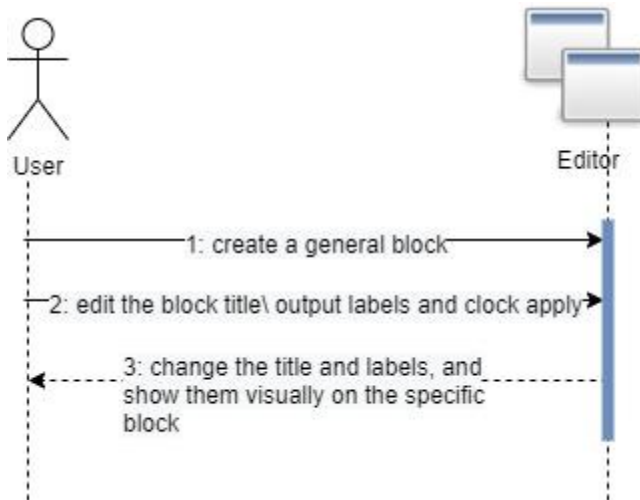 User
Editor
1: create a general block
2: edit the block title\ output labels and clock apply
3: change the title and labels, and
show them visually on the specific
block